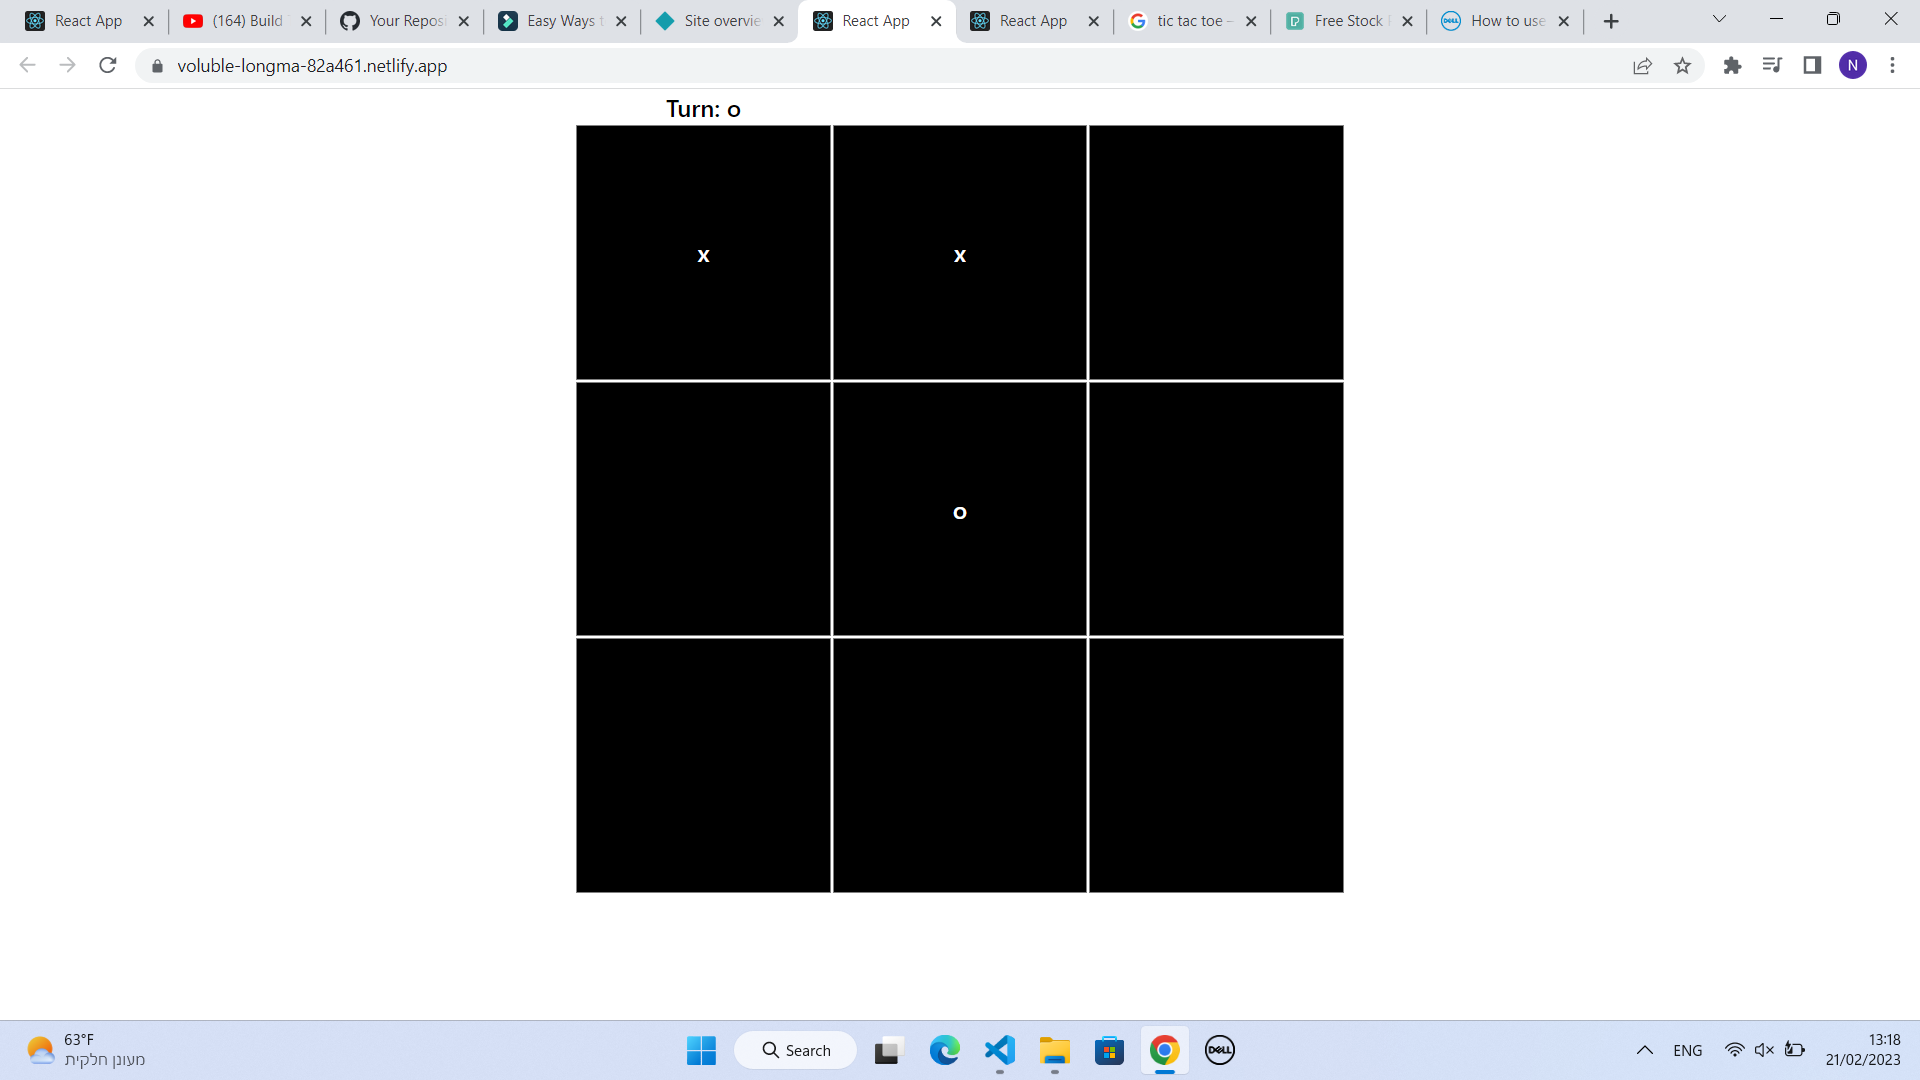 React App
(164) Build
Your Reposi
Easy Ways t
Site overvie
React App
React App
tic tac toe –
Free Stock P
How to use
voluble-longma-82a461.netlify.app
N
Turn: o
x x
o
63°F
מעונן חלקית
Search
DELL
ENG
13:18
21/02/2023